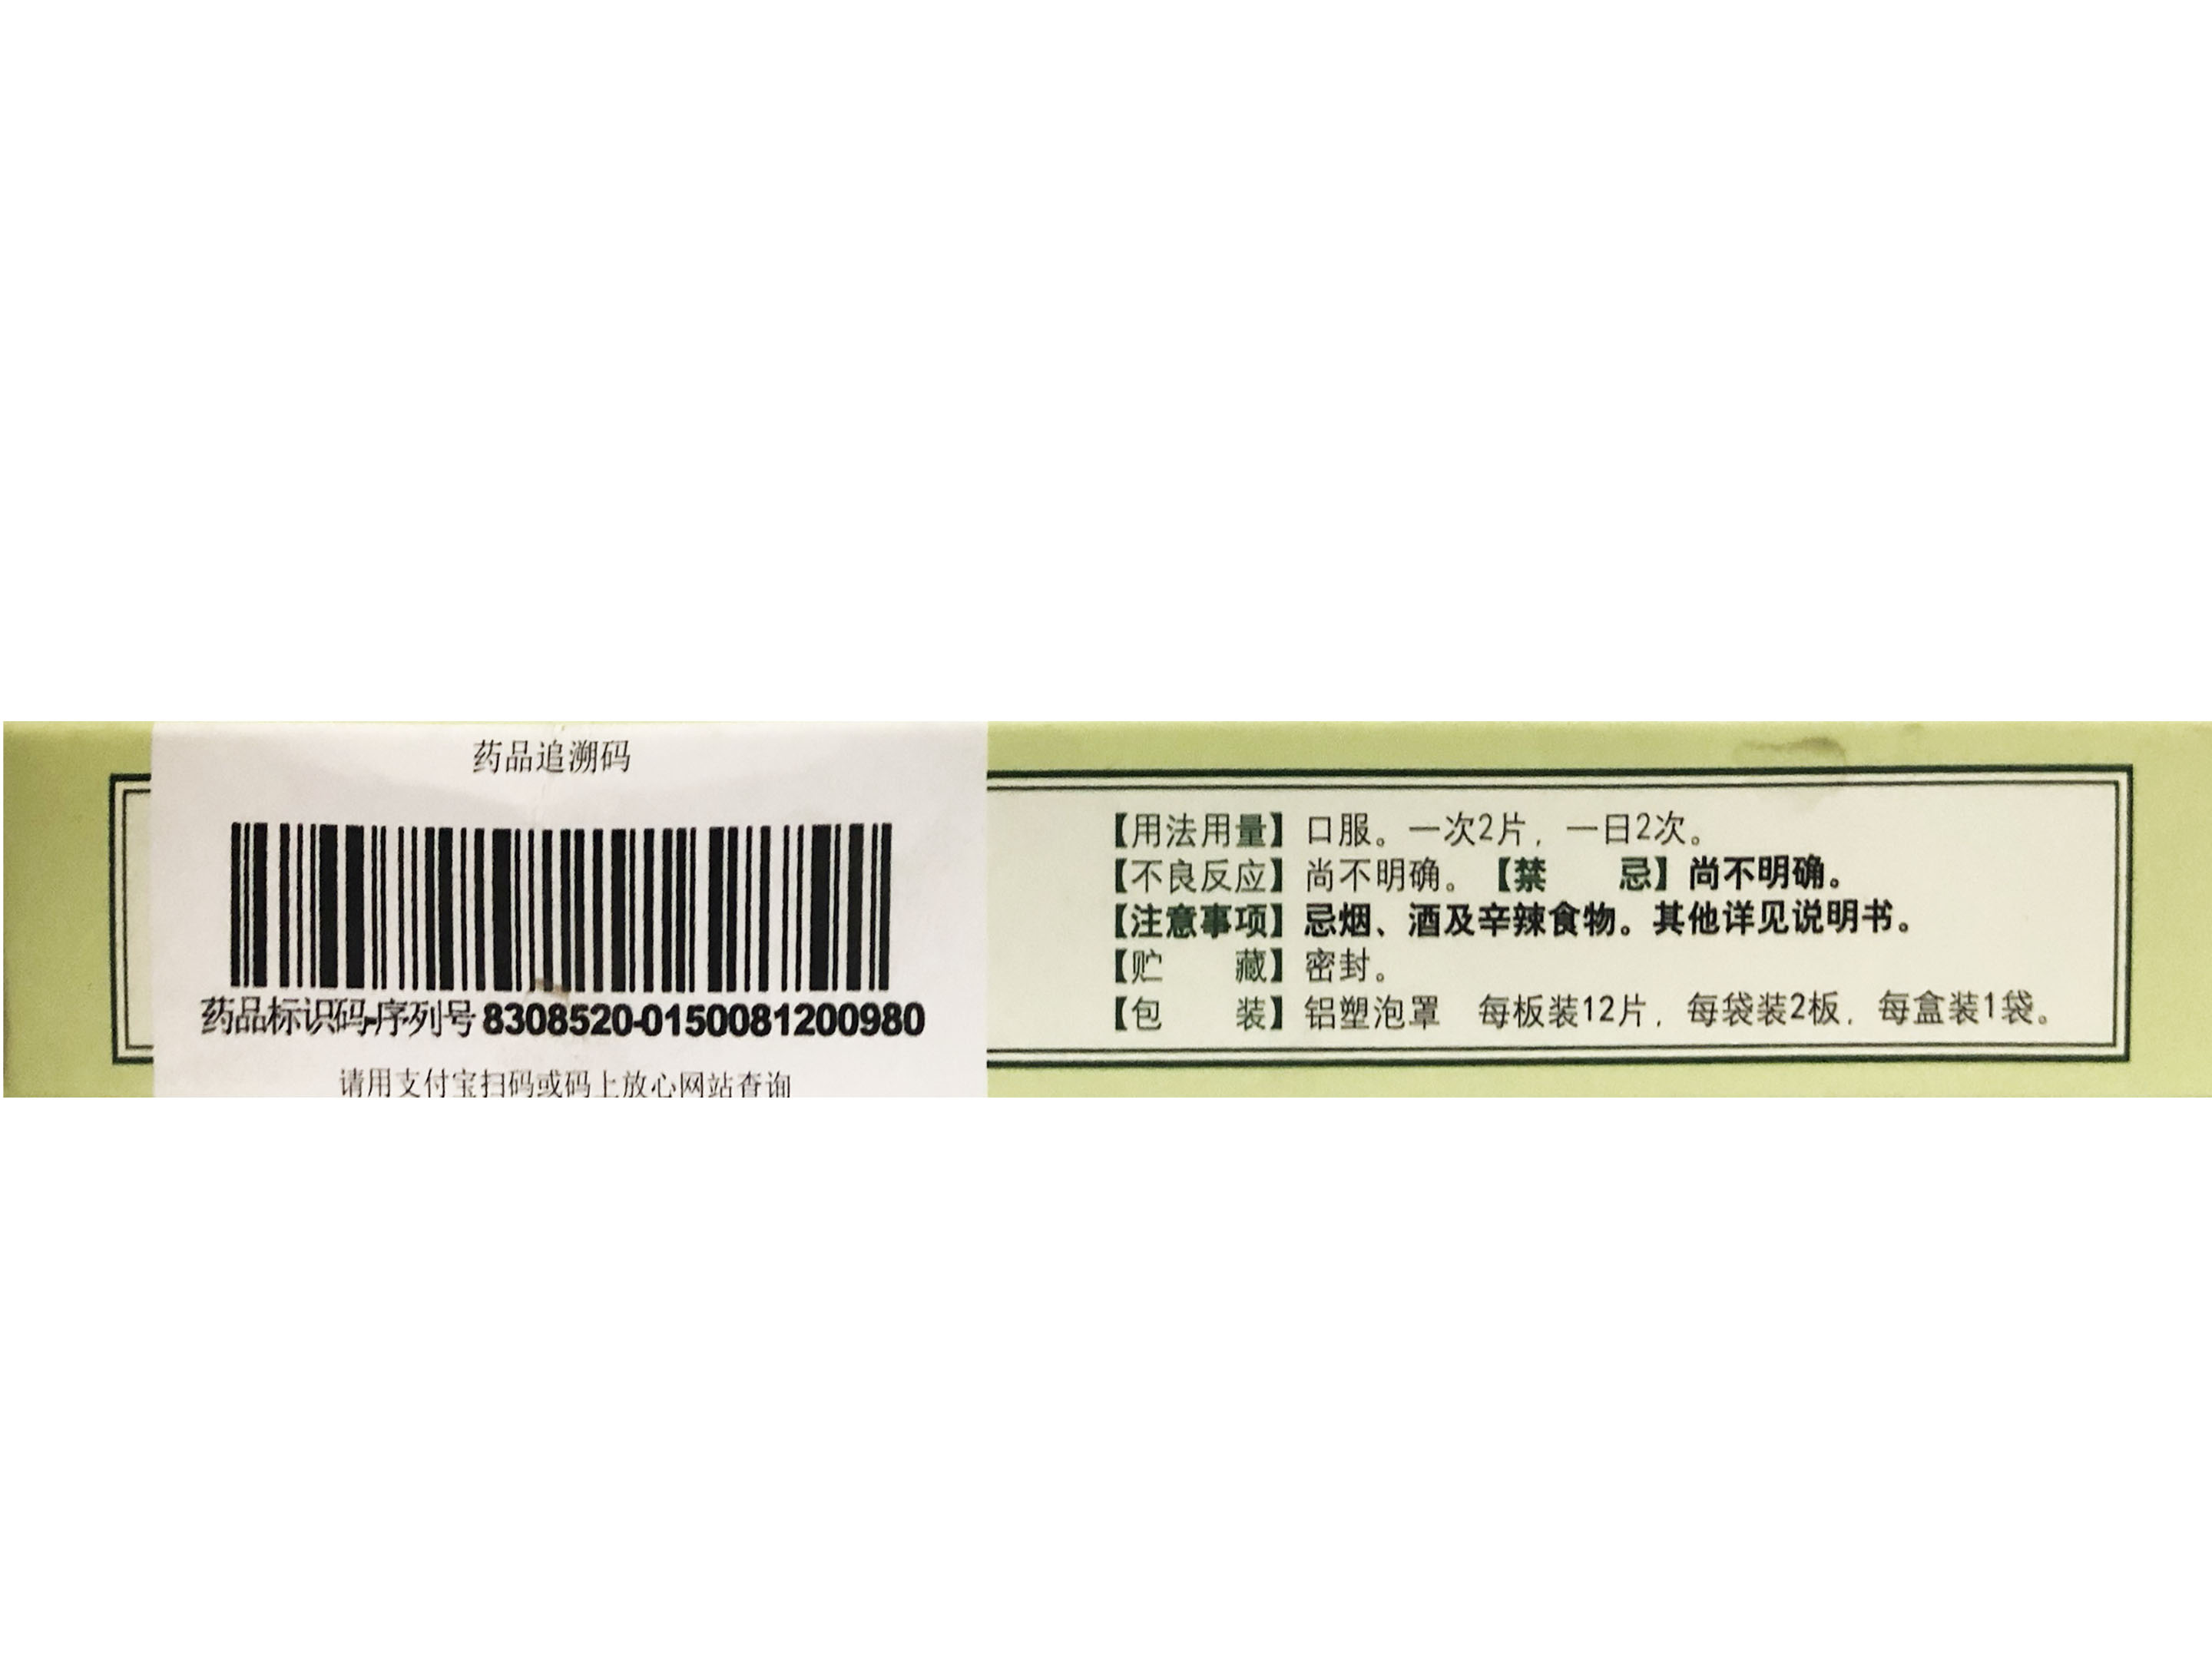 药品追溯码
药品标识码-序列号 8308520-0150081200980
请用支付宝扫码或码上放心网站查询
【用法用量】口服。一次2片，一日2次。
【不良反应】尚不明确。【禁　　忌】尚不明确。
【注意事项】忌烟、酒及辛辣食物。其他详见说明书。
【贮　　藏】密封。
【包　　装】铝塑泡罩　每板装12片，每袋装2板，每盒装1袋。